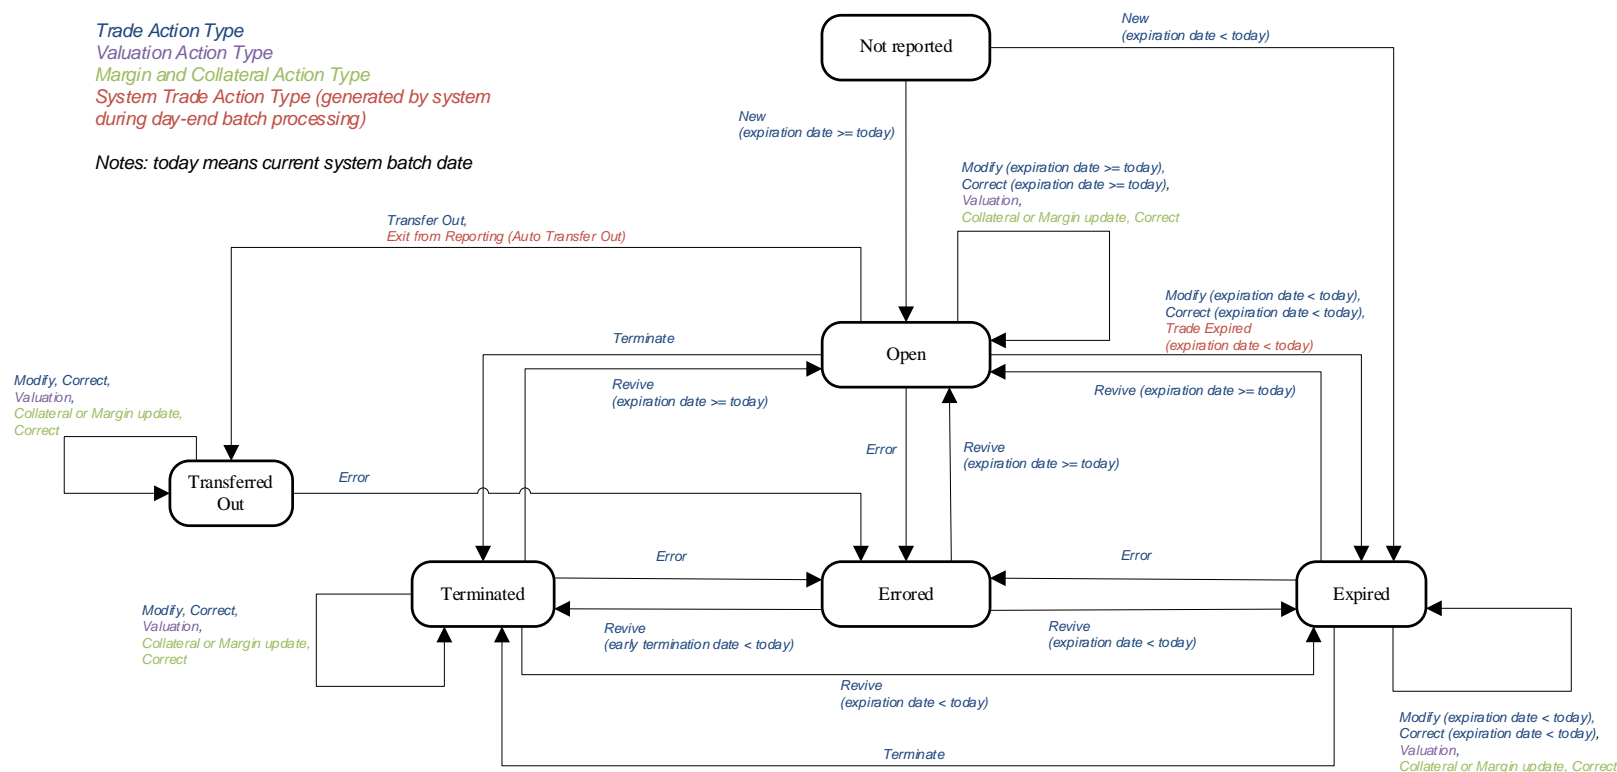 Trade Action Type
Valuation Action Type
Margin and Collateral Action Type
System Trade Action Type (generated by system
during day-end batch processing)
Notes: today means current system batch date
Not reported
New
(expiration date < today)
New
(expiration date >= today)
Modify (expiration date >= today),
Correct (expiration date >= today),
Valuation,
Collateral or Margin update, Correct
Transfer Out,
Exit from Reporting (Auto Transfer Out)
Modify (expiration date < today),
Correct (expiration date < today),
Trade Expired
(expiration date < today)
Open
Terminate
Revive
(expiration date >= today)
Revive (expiration date >= today)
Modify, Correct,
Valuation,
Collateral or Margin update,
Correct
Transferred
Out
Error
Error
Revive
(expiration date >= today)
Error
Error
Terminated
Errored
Expired
Modify, Correct,
Valuation,
Collateral or Margin update,
Correct
Revive
(early termination date < today)
Revive
(expiration date < today)
Revive
(expiration date < today)
Terminate
Modify (expiration date < today),
Correct (expiration date < today),
Valuation,
Collateral or Margin update, Correct